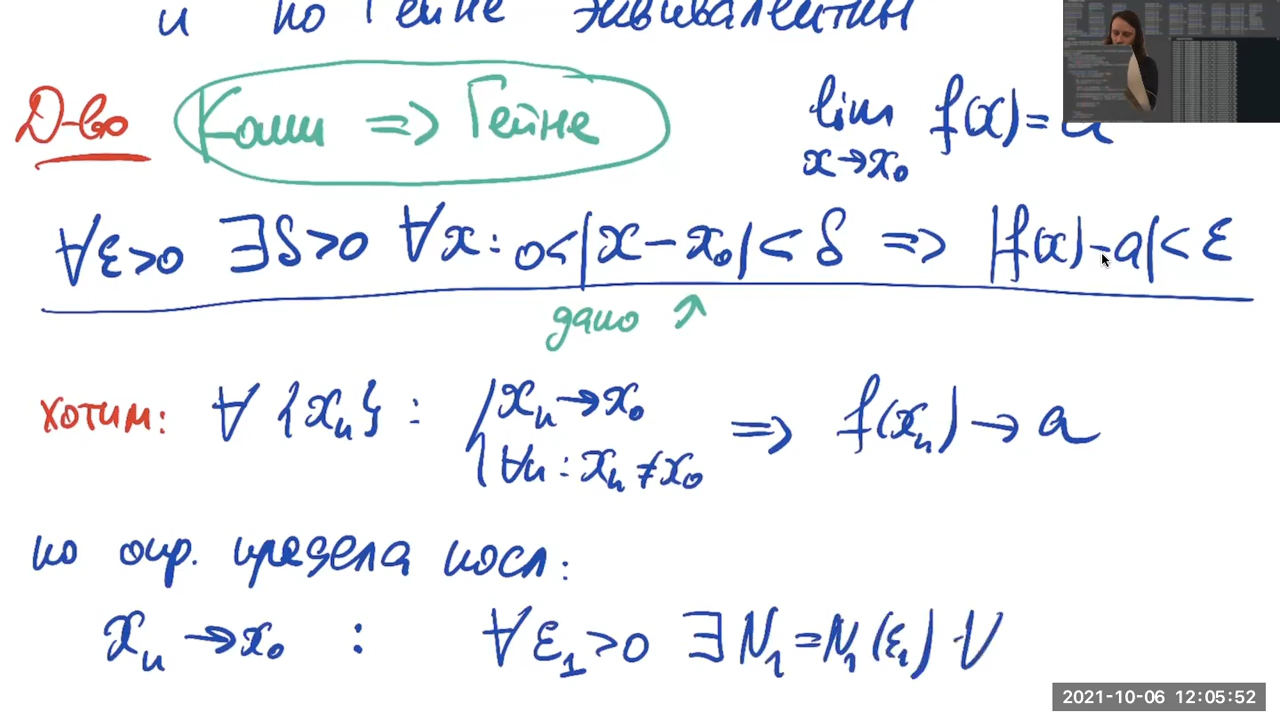 и по Гейне эквивалентны
Д-во Коши => Гейне lim f(x) = a
x→x₀
∀ε>0 ∃δ>0 ∀x: 0<|x-x₀|<δ => |f(x)-a|<ε
дано ↗
хотим: ∀ {xₙ} : { xₙ→x₀ => f(xₙ)→a
∀n: xₙ≠x₀
по опр. предела посл:
xₙ→x₀ : ∀ε₁>0 ∃N₁=N₁(ε₁) ∀
2021-10-06 12:05:52